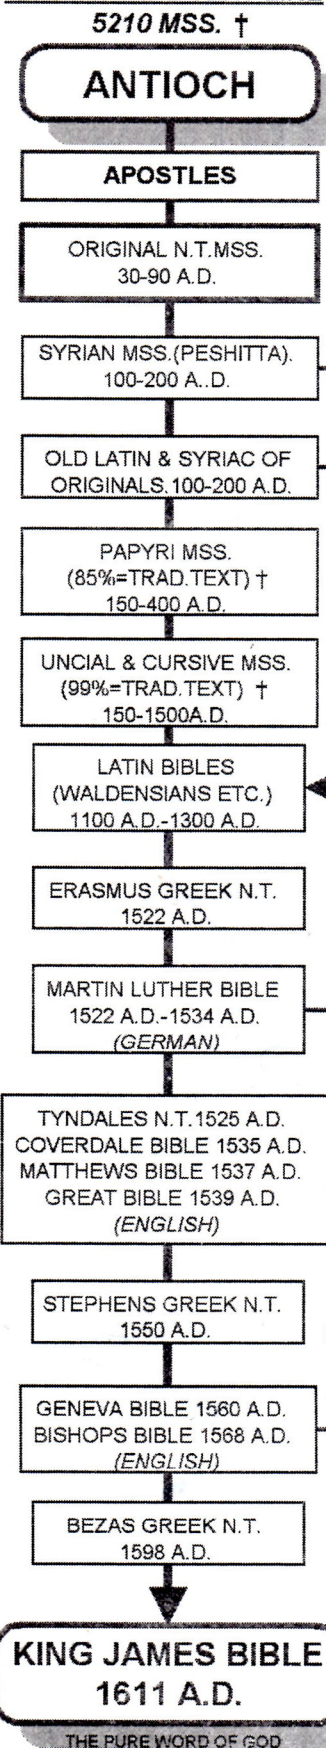 5210 MSS. †
ANTIOCH
APOSTLES
ORIGINAL N.T.MSS.
30-90 A.D.
SYRIAN MSS.(PESHITTA).
100-200 A..D.
OLD LATIN & SYRIAC OF
ORIGINALS. 100-200 A.D.
PAPYRI MSS.
(85%=TRAD.TEXT) †
150-400 A.D.
UNCIAL & CURSIVE MSS.
(99%=TRAD.TEXT) †
150-1500A.D.
LATIN BIBLES
(WALDENSIANS ETC.)
1100 A.D.-1300 A.D.
ERASMUS GREEK N.T.
1522 A.D.
MARTIN LUTHER BIBLE
1522 A.D.-1534 A.D.
(GERMAN)
TYNDALES N.T.1525 A.D.
COVERDALE BIBLE 1535 A.D.
MATTHEWS BIBLE 1537 A.D.
GREAT BIBLE 1539 A.D.
(ENGLISH)
STEPHENS GREEK N.T.
1550 A.D.
GENEVA BIBLE 1560 A.D.
BISHOPS BIBLE 1568 A.D.
(ENGLISH)
BEZAS GREEK N.T.
1598 A.D.
KING JAMES BIBLE
1611 A.D.
THE PURE WORD OF GOD